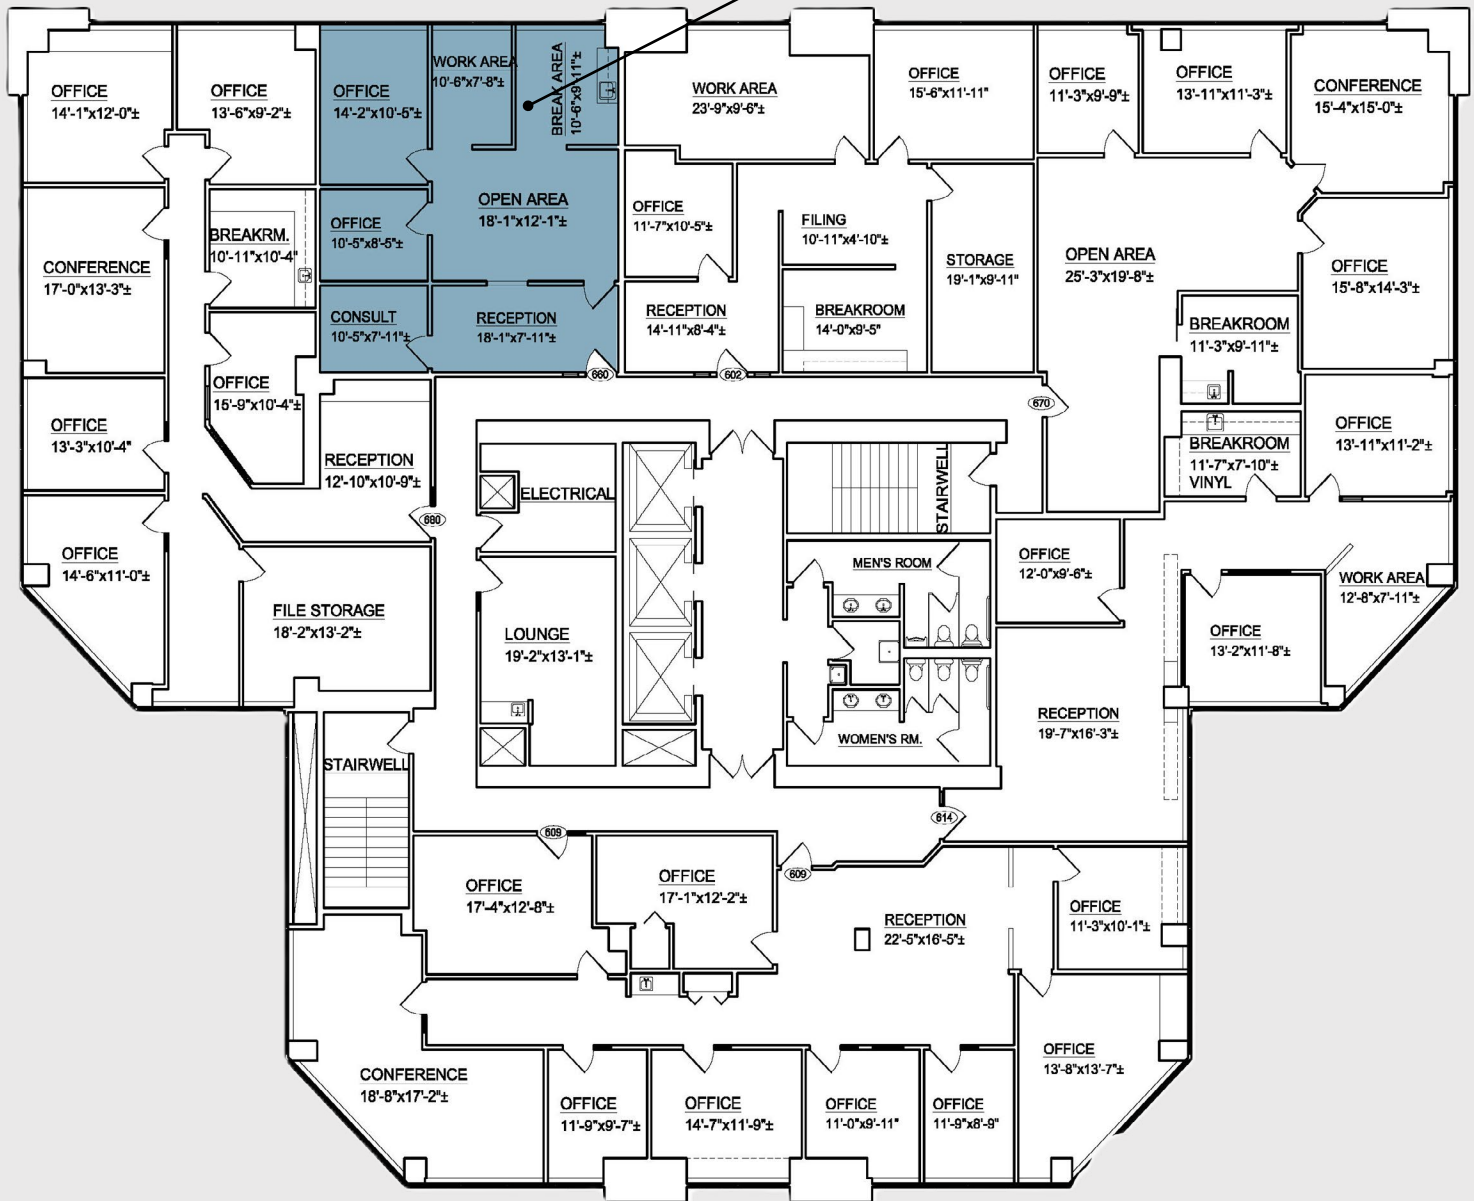 OFFICE
14'-1"x12'-0"±
OFFICE
13'-6"x9'-2"±
OFFICE
14'-2"x10'-5"±
WORK AREA
10'-6"x7'-8"±
BREAK AREA
10'-6"x9'-11"±
WORK AREA
23'-9"x9'-6"±
OFFICE
15'-6"x11'-11"
OFFICE
11'-3"x9'-9"±
OFFICE
13'-11"x11'-3"±
CONFERENCE
15'-4"x15'-0"±
CONFERENCE
17'-0"x13'-3"±
BREAKRM.
10'-11"x10'-4"
OFFICE
10'-5"x8'-5"±
OPEN AREA
18'-1"x12'-1"±
OFFICE
11'-7"x10'-5"±
FILING
10'-11"x4'-10"±
STORAGE
19'-1"x9'-11"
OPEN AREA
25'-3"x19'-8"±
OFFICE
15'-8"x14'-3"±
CONSULT
10'-5"x7'-11"±
RECEPTION
18'-1"x7'-11"±
RECEPTION
14'-11"x8'-4"±
BREAKROOM
14'-0"x9'-5"
BREAKROOM
11'-3"x9'-11"±
660
602
670
OFFICE
15'-9"x10'-4"±
OFFICE
13'-3"x10'-4"
RECEPTION
12'-10"x10'-9"±
680
ELECTRICAL
STAIRWELL
BREAKROOM
11'-7"x7'-10"±
VINYL
OFFICE
13'-11"x11'-2"±
OFFICE
14'-6"x11'-0"±
FILE STORAGE
18'-2"x13'-2"±
LOUNGE
19'-2"x13'-1"±
MEN'S ROOM
OFFICE
12'-0"x9'-6"±
WORK AREA
12'-8"x7'-11"±
OFFICE
13'-2"x11'-8"±
WOMEN'S RM.
RECEPTION
19'-7"x16'-3"±
STAIRWELL
609
614
609
OFFICE
17'-4"x12'-8"±
OFFICE
17'-1"x12'-2"±
RECEPTION
22'-5"x16'-5"±
OFFICE
11'-3"x10'-1"±
CONFERENCE
18'-8"x17'-2"±
OFFICE
11'-9"x9'-7"±
OFFICE
14'-7"x11'-9"±
OFFICE
11'-0"x9'-11"
OFFICE
11'-9"x8'-9"
OFFICE
13'-8"x13'-7"±